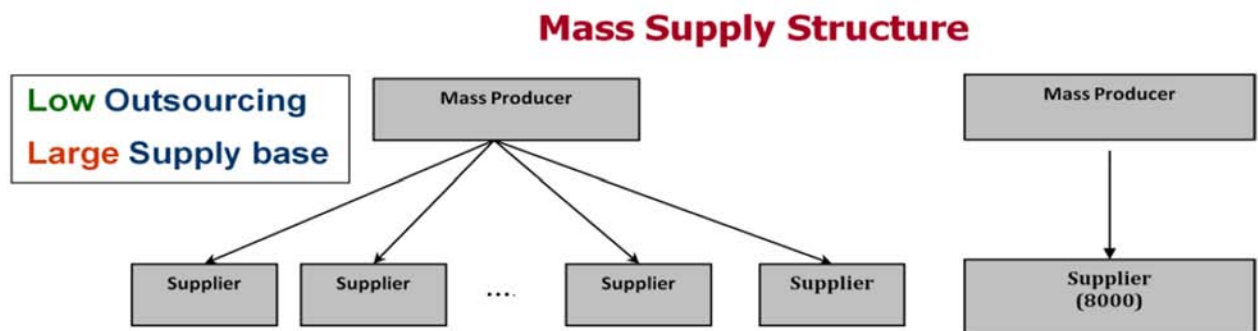 Mass Supply Structure
Low Outsourcing
Large Supply base
Mass Producer
Mass Producer
Supplier
Supplier
....
Supplier
Supplier
Supplier
(8000)